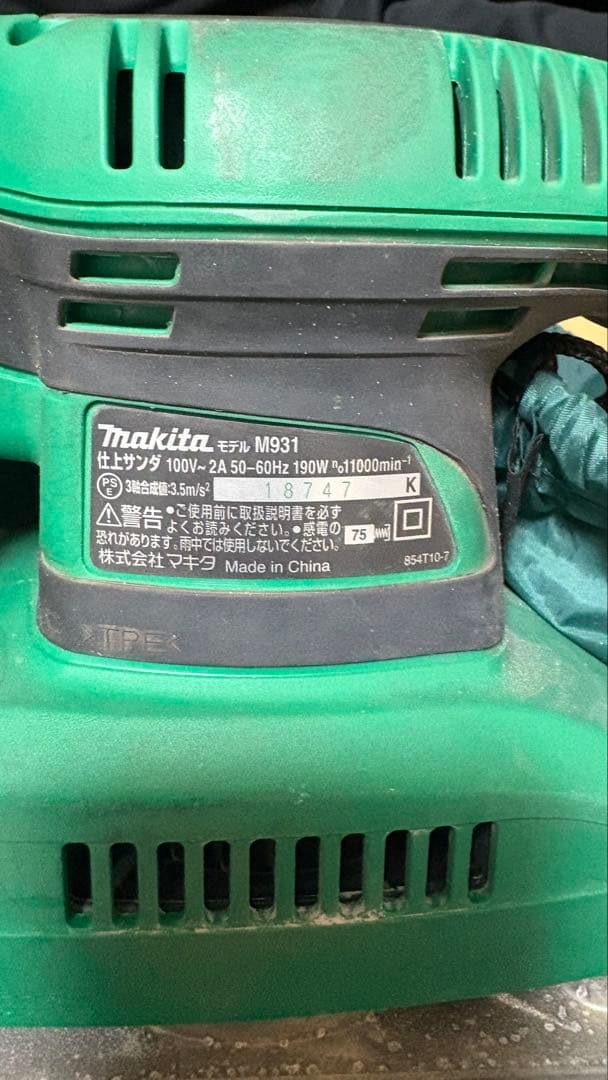 makita モデル M931
仕上サンダ 100V~ 2A 50-60Hz 190W n₀11000min⁻¹
PS E 3軸合成値:3.5m/s² 18747 K
警告 •ご使用前に取扱説明書を必ず
よくお読みください。•感電の
恐れがあります。雨中では使用しないでください。
75
株式会社マキタ Made in China
854T10-7
>TPE<